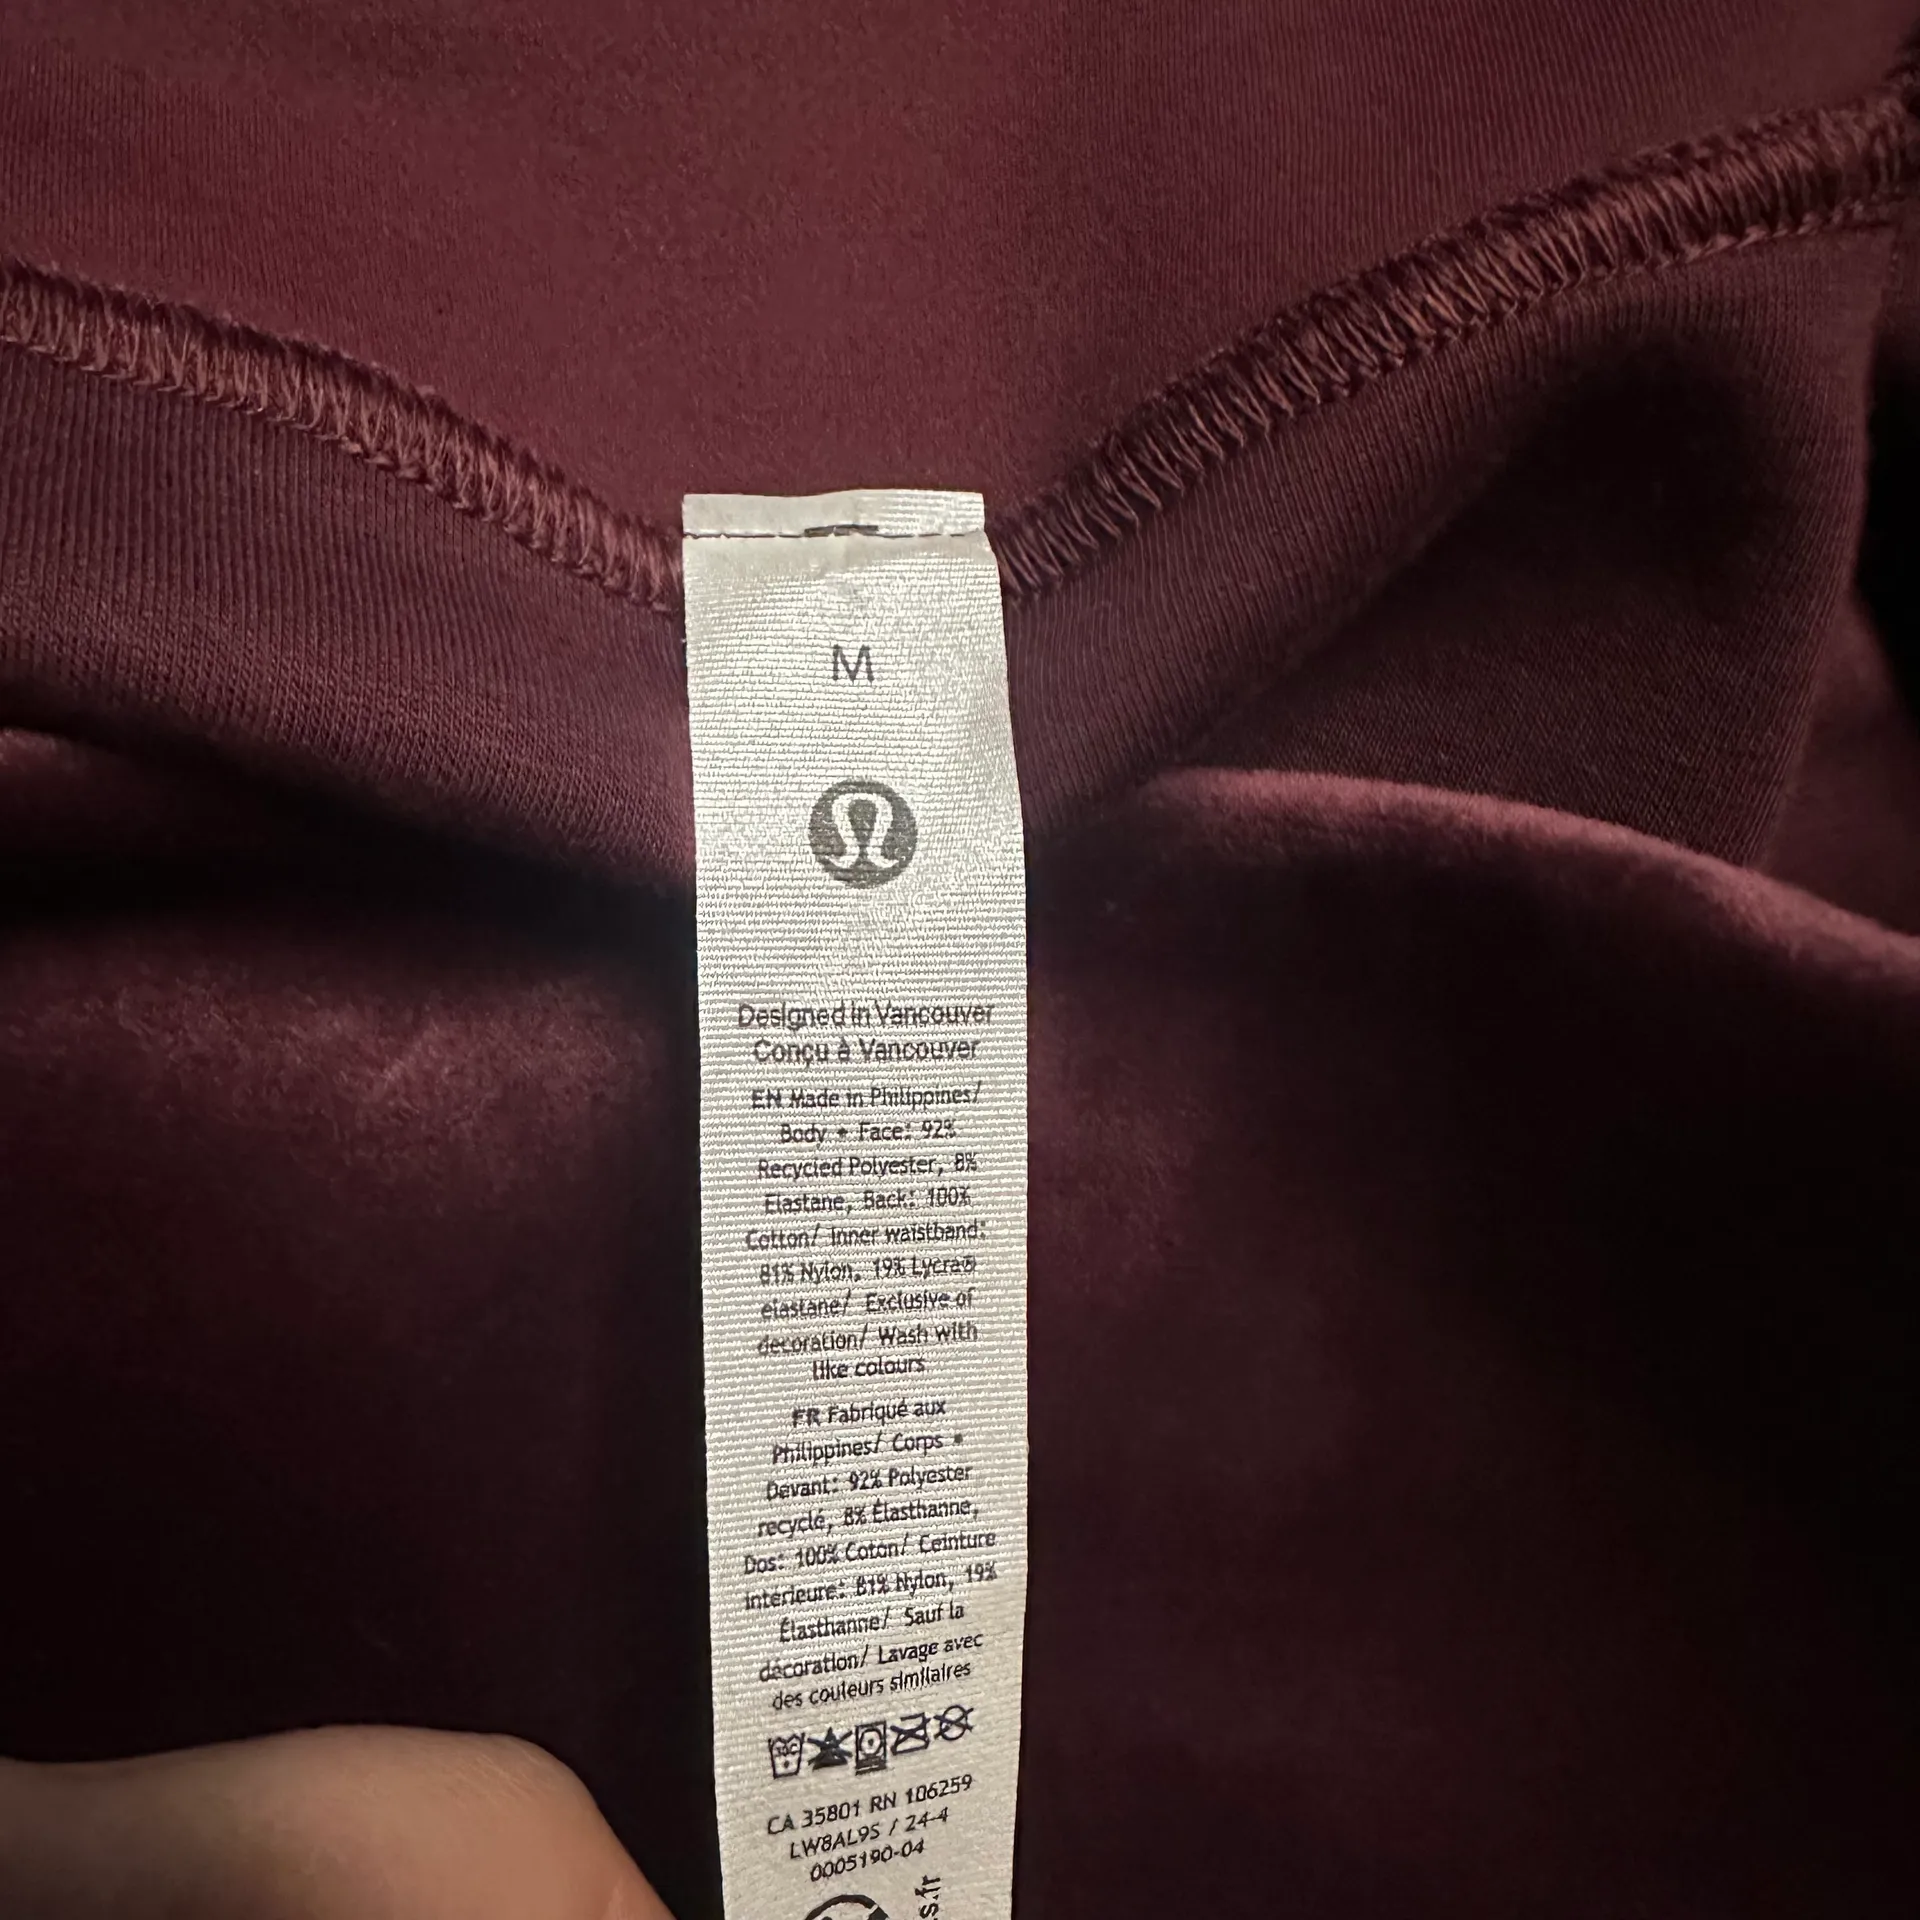 M
Designed in Vancouver
Conçu à Vancouver
EN Made in Philippines/
Body • Face: 92%
Recycled Polyester, 8%
Elastane, Back: 100%
Cotton/ Inner waistband:
81% Nylon, 19% Lycra®
elastane/ Exclusive of
decoration/ Wash with
like colours
FR Fabriqué aux
Philippines/ Corps •
Devant: 92% Polyester
recyclé, 8% Élasthanne,
Dos: 100% Coton/ Ceinture
intérieure: 81% Nylon, 19%
Élasthanne/ Sauf la
décoration/ Lavage avec
des couleurs similaires
CA 35801 RN 106259
LW8AL9S / 24-4
0005190-04
s.fr